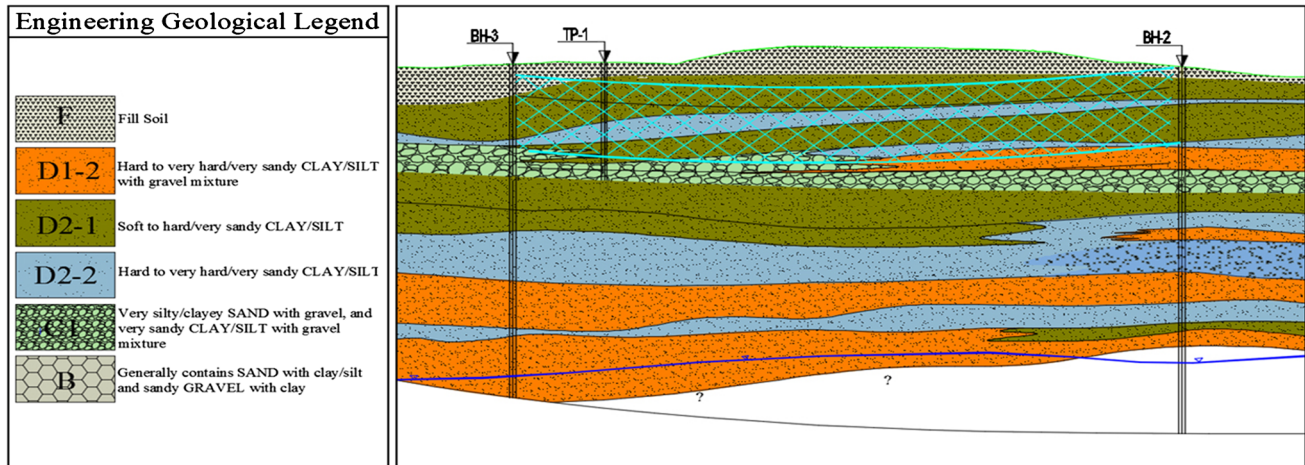 Engineering Geological Legend
F
Fill Soil
D1-2
Hard to very hard/very sandy CLAY/SILT
with gravel mixture
D2-1
Soft to hard/very sandy CLAY/SILT
D2-2
Hard to very hard/very sandy CLAY/SILT
C1
Very silty/clayey SAND with gravel, and
very sandy CLAY/SILT with gravel
mixture
B
Generally contains SAND with clay/silt
and sandy GRAVEL with clay
BH-3
TP-1
BH-2
?
?